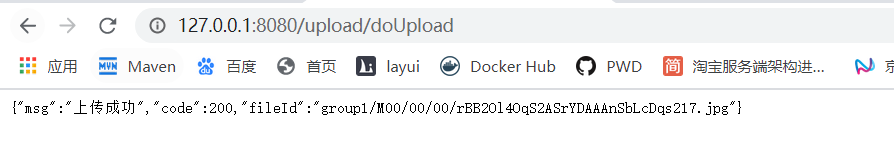 127.0.0.1:8080/upload/doUpload
应用 Maven 百度 首页 layui Docker Hub PWD 淘宝服务端架构进...
{"msg":"上传成功","code":200,"fileId":"group1/M00/00/00/rBB2Ol4OqS2ASrYDAAAnSbLcDqs217.jpg"}